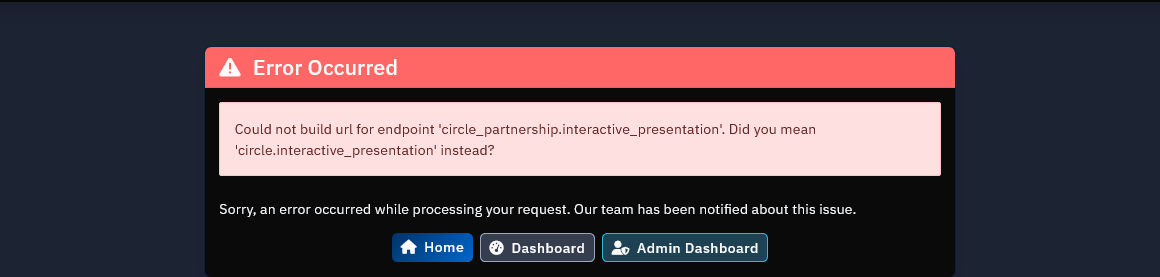 Error Occurred
Could not build url for endpoint 'circle_partnership.interactive_presentation'. Did you mean
'circle.interactive_presentation' instead?
Sorry, an error occurred while processing your request. Our team has been notified about this issue.
Home Dashboard Admin Dashboard